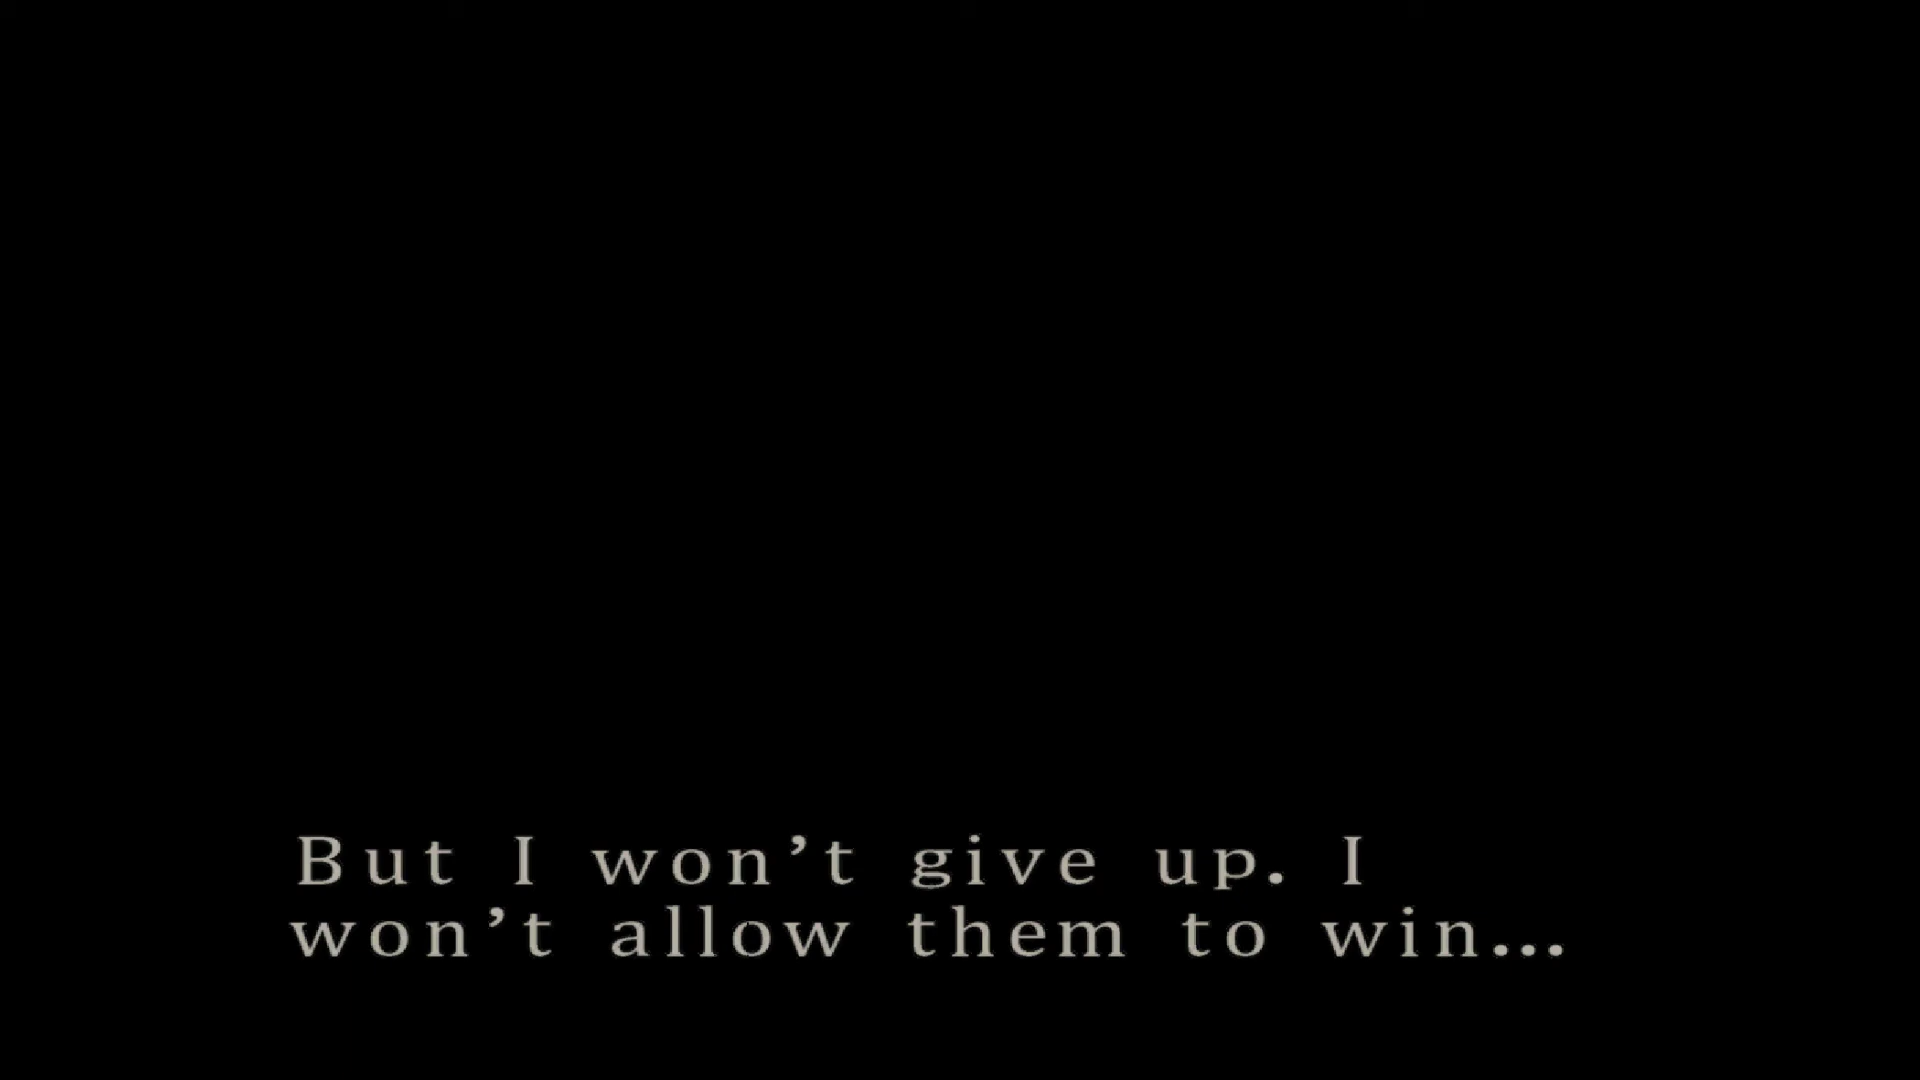 But I won’t give up. I
won’t allow them to win...